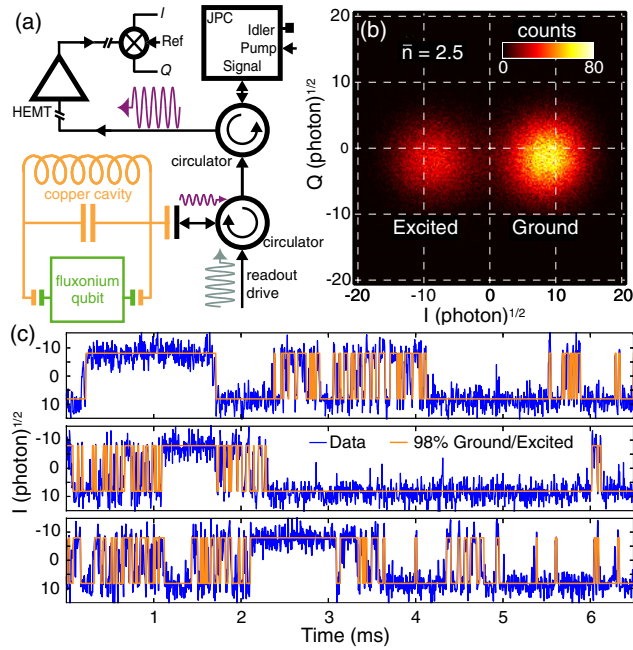 (a)
I
Ref
Q
HEMT
JPC
Idler
Pump
Signal
circulator
copper cavity
circulator
fluxonium
qubit
readout
drive
(b)
n̄ = 2.5
counts
0 80
Excited Ground
Q (photon)^1/2
20
10
0
-10
-20
-20 -10 0 10 20
I (photon)^1/2
(c)
-10
0
10
Data 98% Ground/Excited
-10
0
10
-10
0
10
I (photon)^1/2
1 2 3 4 5 6
Time (ms)